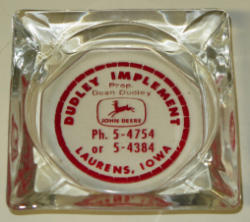 DUDLEY IMPLEMENT
Prop.
Dean Dudley
JOHN DEERE
Ph. 5-4754
or 5-4384
LAURENS, IOWA